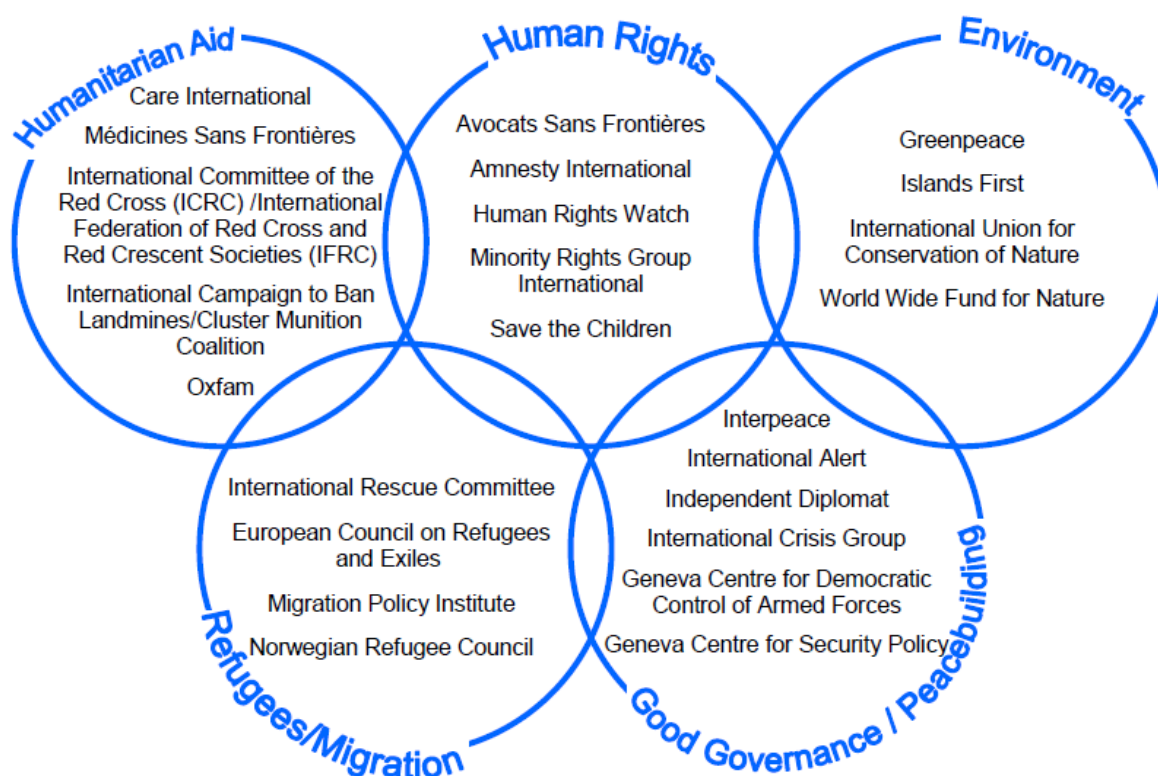 Humanitarian Aid
Care International
Médicines Sans Frontières
International Committee of the
Red Cross (ICRC) /International
Federation of Red Cross and
Red Crescent Societies (IFRC)
International Campaign to Ban
Landmines/Cluster Munition
Coalition
Oxfam
Human Rights
Avocats Sans Frontières
Amnesty International
Human Rights Watch
Minority Rights Group
International
Save the Children
Environment
Greenpeace
Islands First
International Union for
Conservation of Nature
World Wide Fund for Nature
International Rescue Committee
European Council on Refugees
and Exiles
Migration Policy Institute
Norwegian Refugee Council
Refugees/Migration
Interpeace
International Alert
Independent Diplomat
International Crisis Group
Geneva Centre for Democratic
Control of Armed Forces
Geneva Centre for Security Policy
Good Governance / Peacebuilding